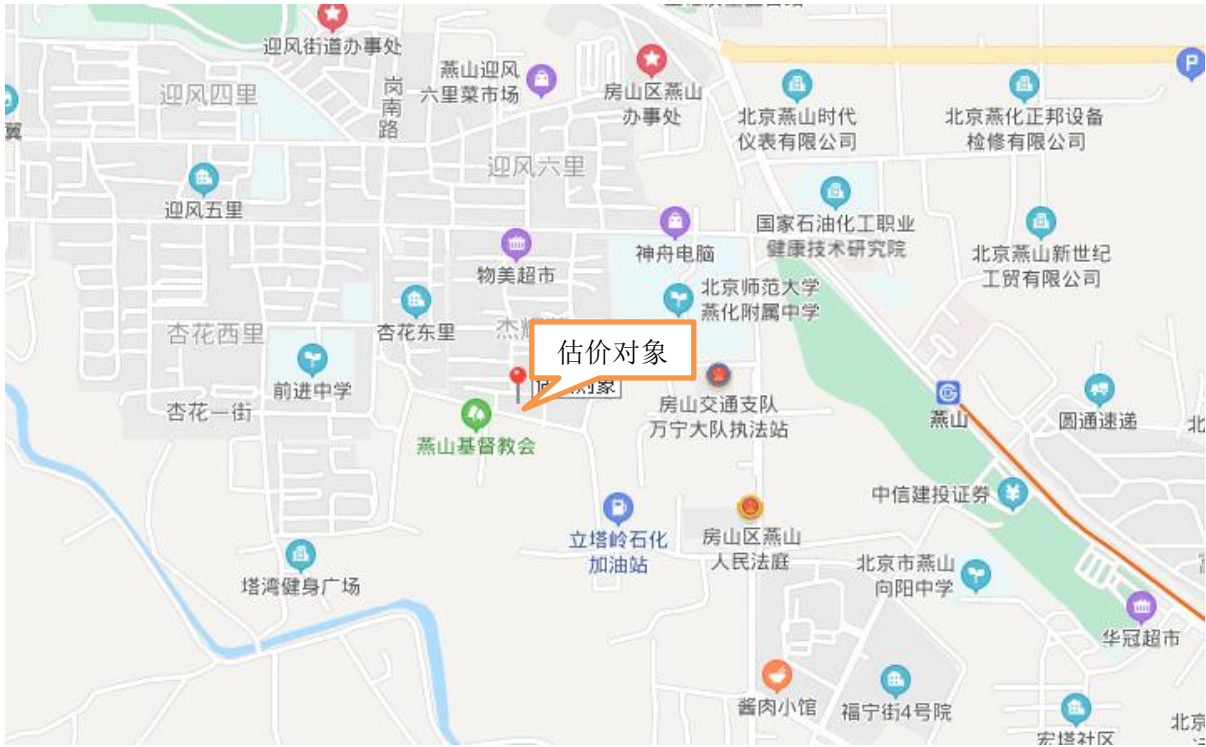 迎风街道办事处
迎风四里
岗
南
路
燕山迎风
六里菜市场
房山区燕山
办事处
北京燕山时代
仪表有限公司
北京燕化正邦设备
检修有限公司
P
翼
迎风五里
迎风六里
国家石油化工职业
健康技术研究院
北京燕山新世纪
工贸有限公司
物美超市
神舟电脑
北京师范大学
燕化附属中学
杏花西里
杏花东里
杰
估价对象
前进中学
杏花一街
燕山基督教会
房山交通支队
万宁大队执法站
燕山
圆通速递
北
中信建投证券
立塔岭石化
加油站
房山区燕山
人民法庭
北京市燕山
向阳中学
塔湾健身广场
华冠超市
酱肉小馆
福宁街4号院
宏塔社区
北京